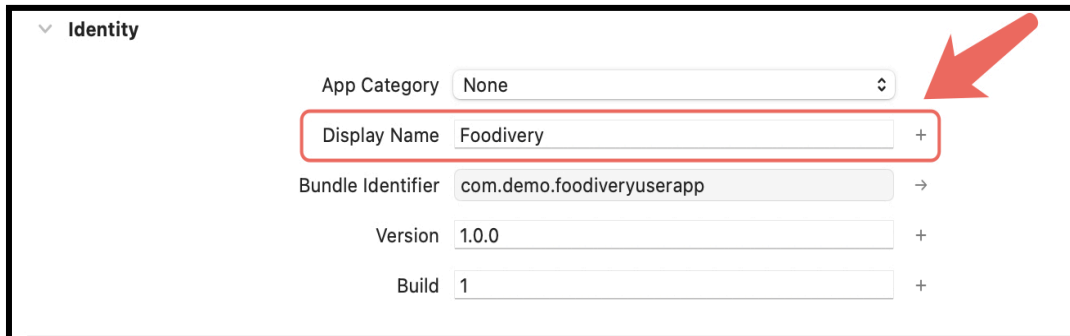 Identity
App Category None
Display Name Foodivery
Bundle Identifier com.demo.foodiveryuserapp
Version 1.0.0
Build 1